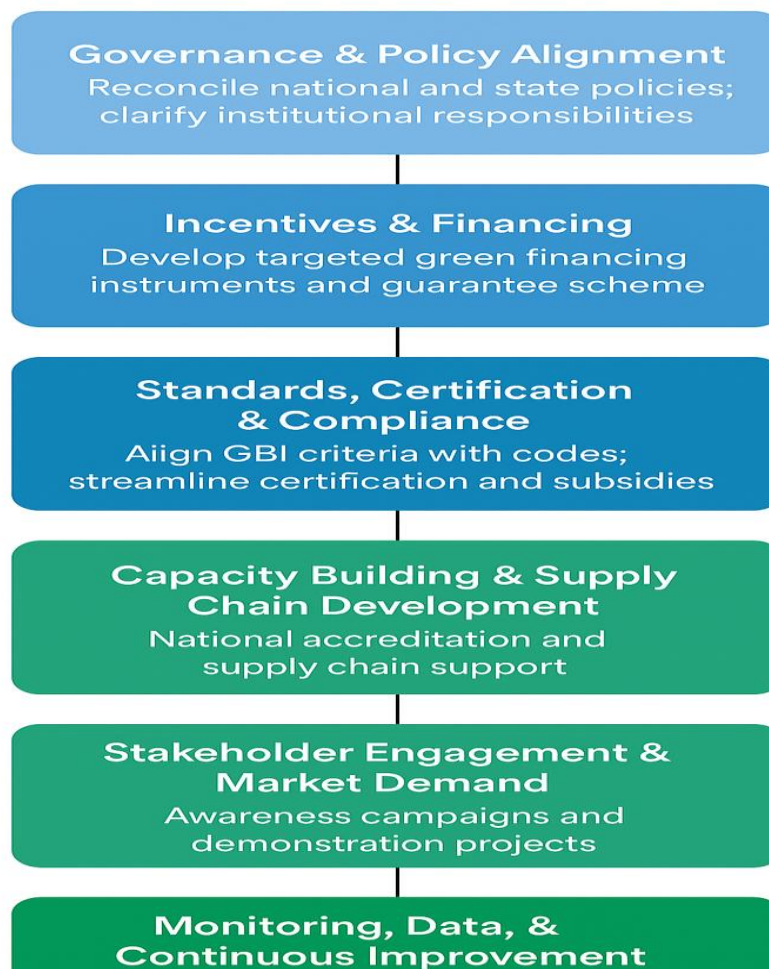 Governance & Policy Alignment
Reconcile national and state policies;
clarify institutional responsibilities
Incentives & Financing
Develop targeted green financing
instruments and guarantee scheme
Standards, Certification
& Compliance
Aiign GBI criteria with codes;
streamline certification and subsidies
Capacity Building & Supply
Chain Development
National accreditation and
supply chain support
Stakeholder Engagement &
Market Demand
Awareness campaigns and
demonstration projects
Monitoring, Data, &
Continuous Improvement